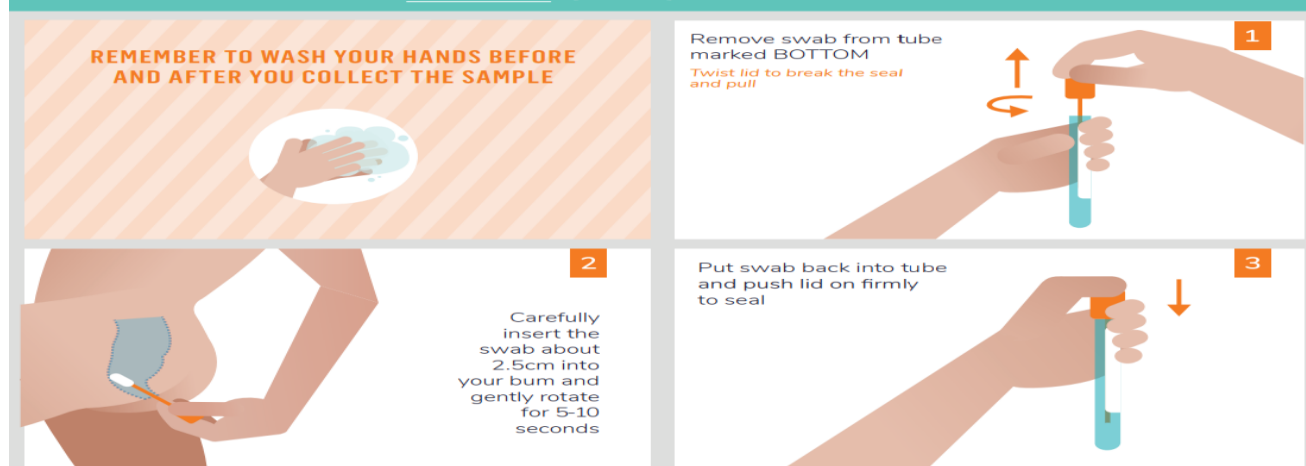 REMEMBER TO WASH YOUR HANDS BEFORE
AND AFTER YOU COLLECT THE SAMPLE
1
Remove swab from tube
marked BOTTOM
Twist lid to break the seal
and pull
2
Carefully
insert the
swab about
2.5cm into
your bum and
gently rotate
for 5-10
seconds
3
Put swab back into tube
and push lid on firmly
to seal